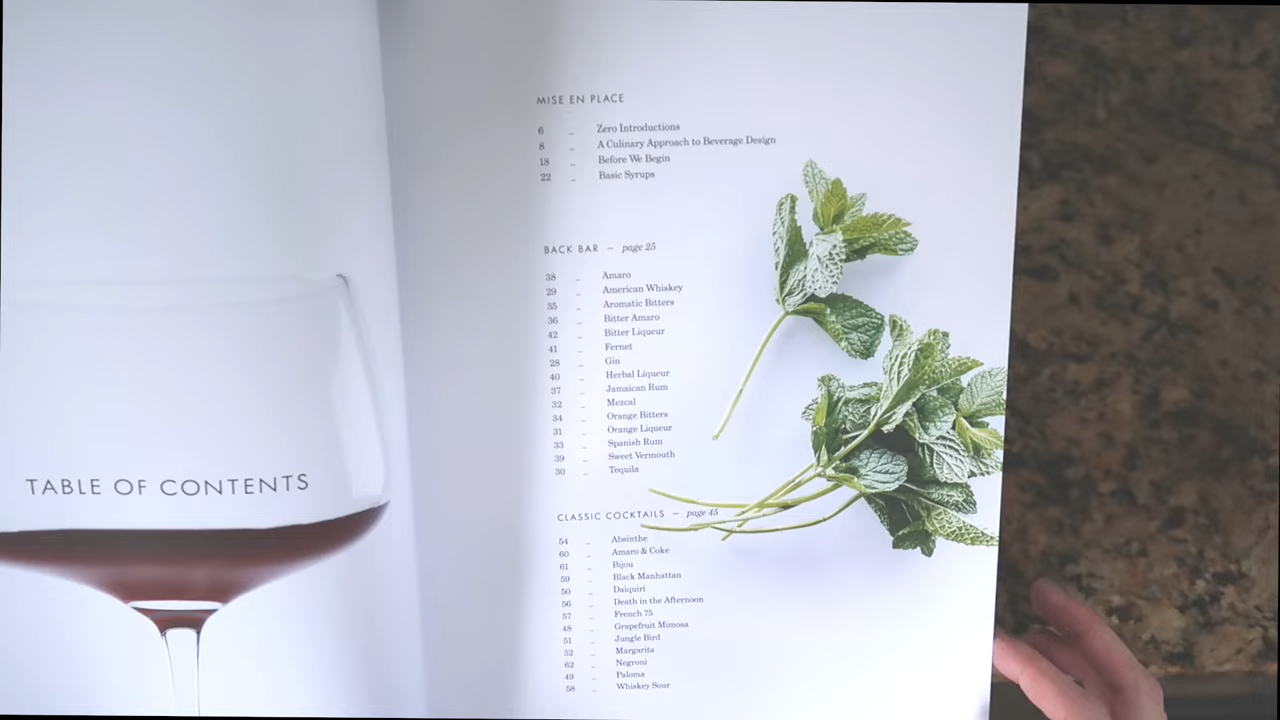 TABLE OF CONTENTS
MISE EN PLACE
6 – Zero Introductions
8 – A Culinary Approach to Beverage Design
18 – Before We Begin
22 – Basic Syrups
BACK BAR – page 25
38 – Amaro
29 – American Whiskey
35 – Aromatic Bitters
36 – Bitter Amaro
42 – Bitter Liqueur
41 – Fernet
28 – Gin
40 – Herbal Liqueur
37 – Jamaican Rum
32 – Mezcal
34 – Orange Bitters
31 – Orange Liqueur
33 – Spanish Rum
39 – Sweet Vermouth
30 – Tequila
CLASSIC COCKTAILS – page 45
54 – Absinthe
60 – Amaro & Coke
61 – Bijou
59 – Black Manhattan
50 – Daiquiri
56 – Death in the Afternoon
57 – French 75
48 – Grapefruit Mimosa
51 – Jungle Bird
52 – Margarita
62 – Negroni
49 – Paloma
58 – Whiskey Sour